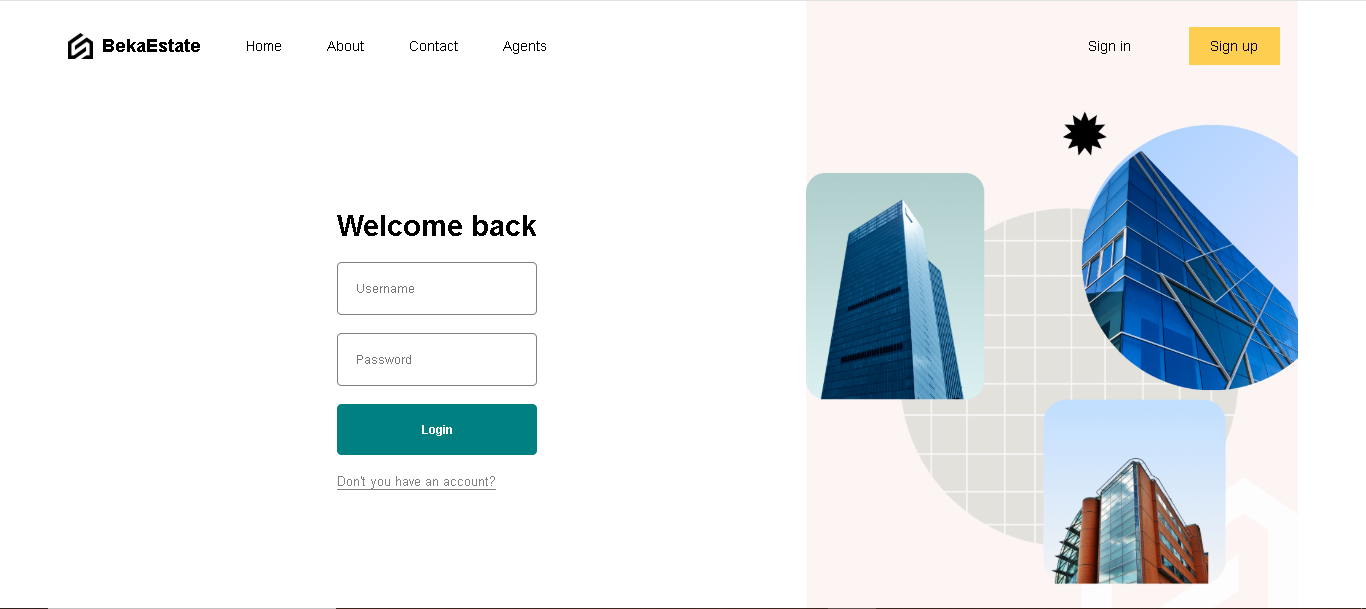 BekaEstate Home About Contact Agents Sign in Sign up
Welcome back
Username
Password
Login
Don't you have an account?